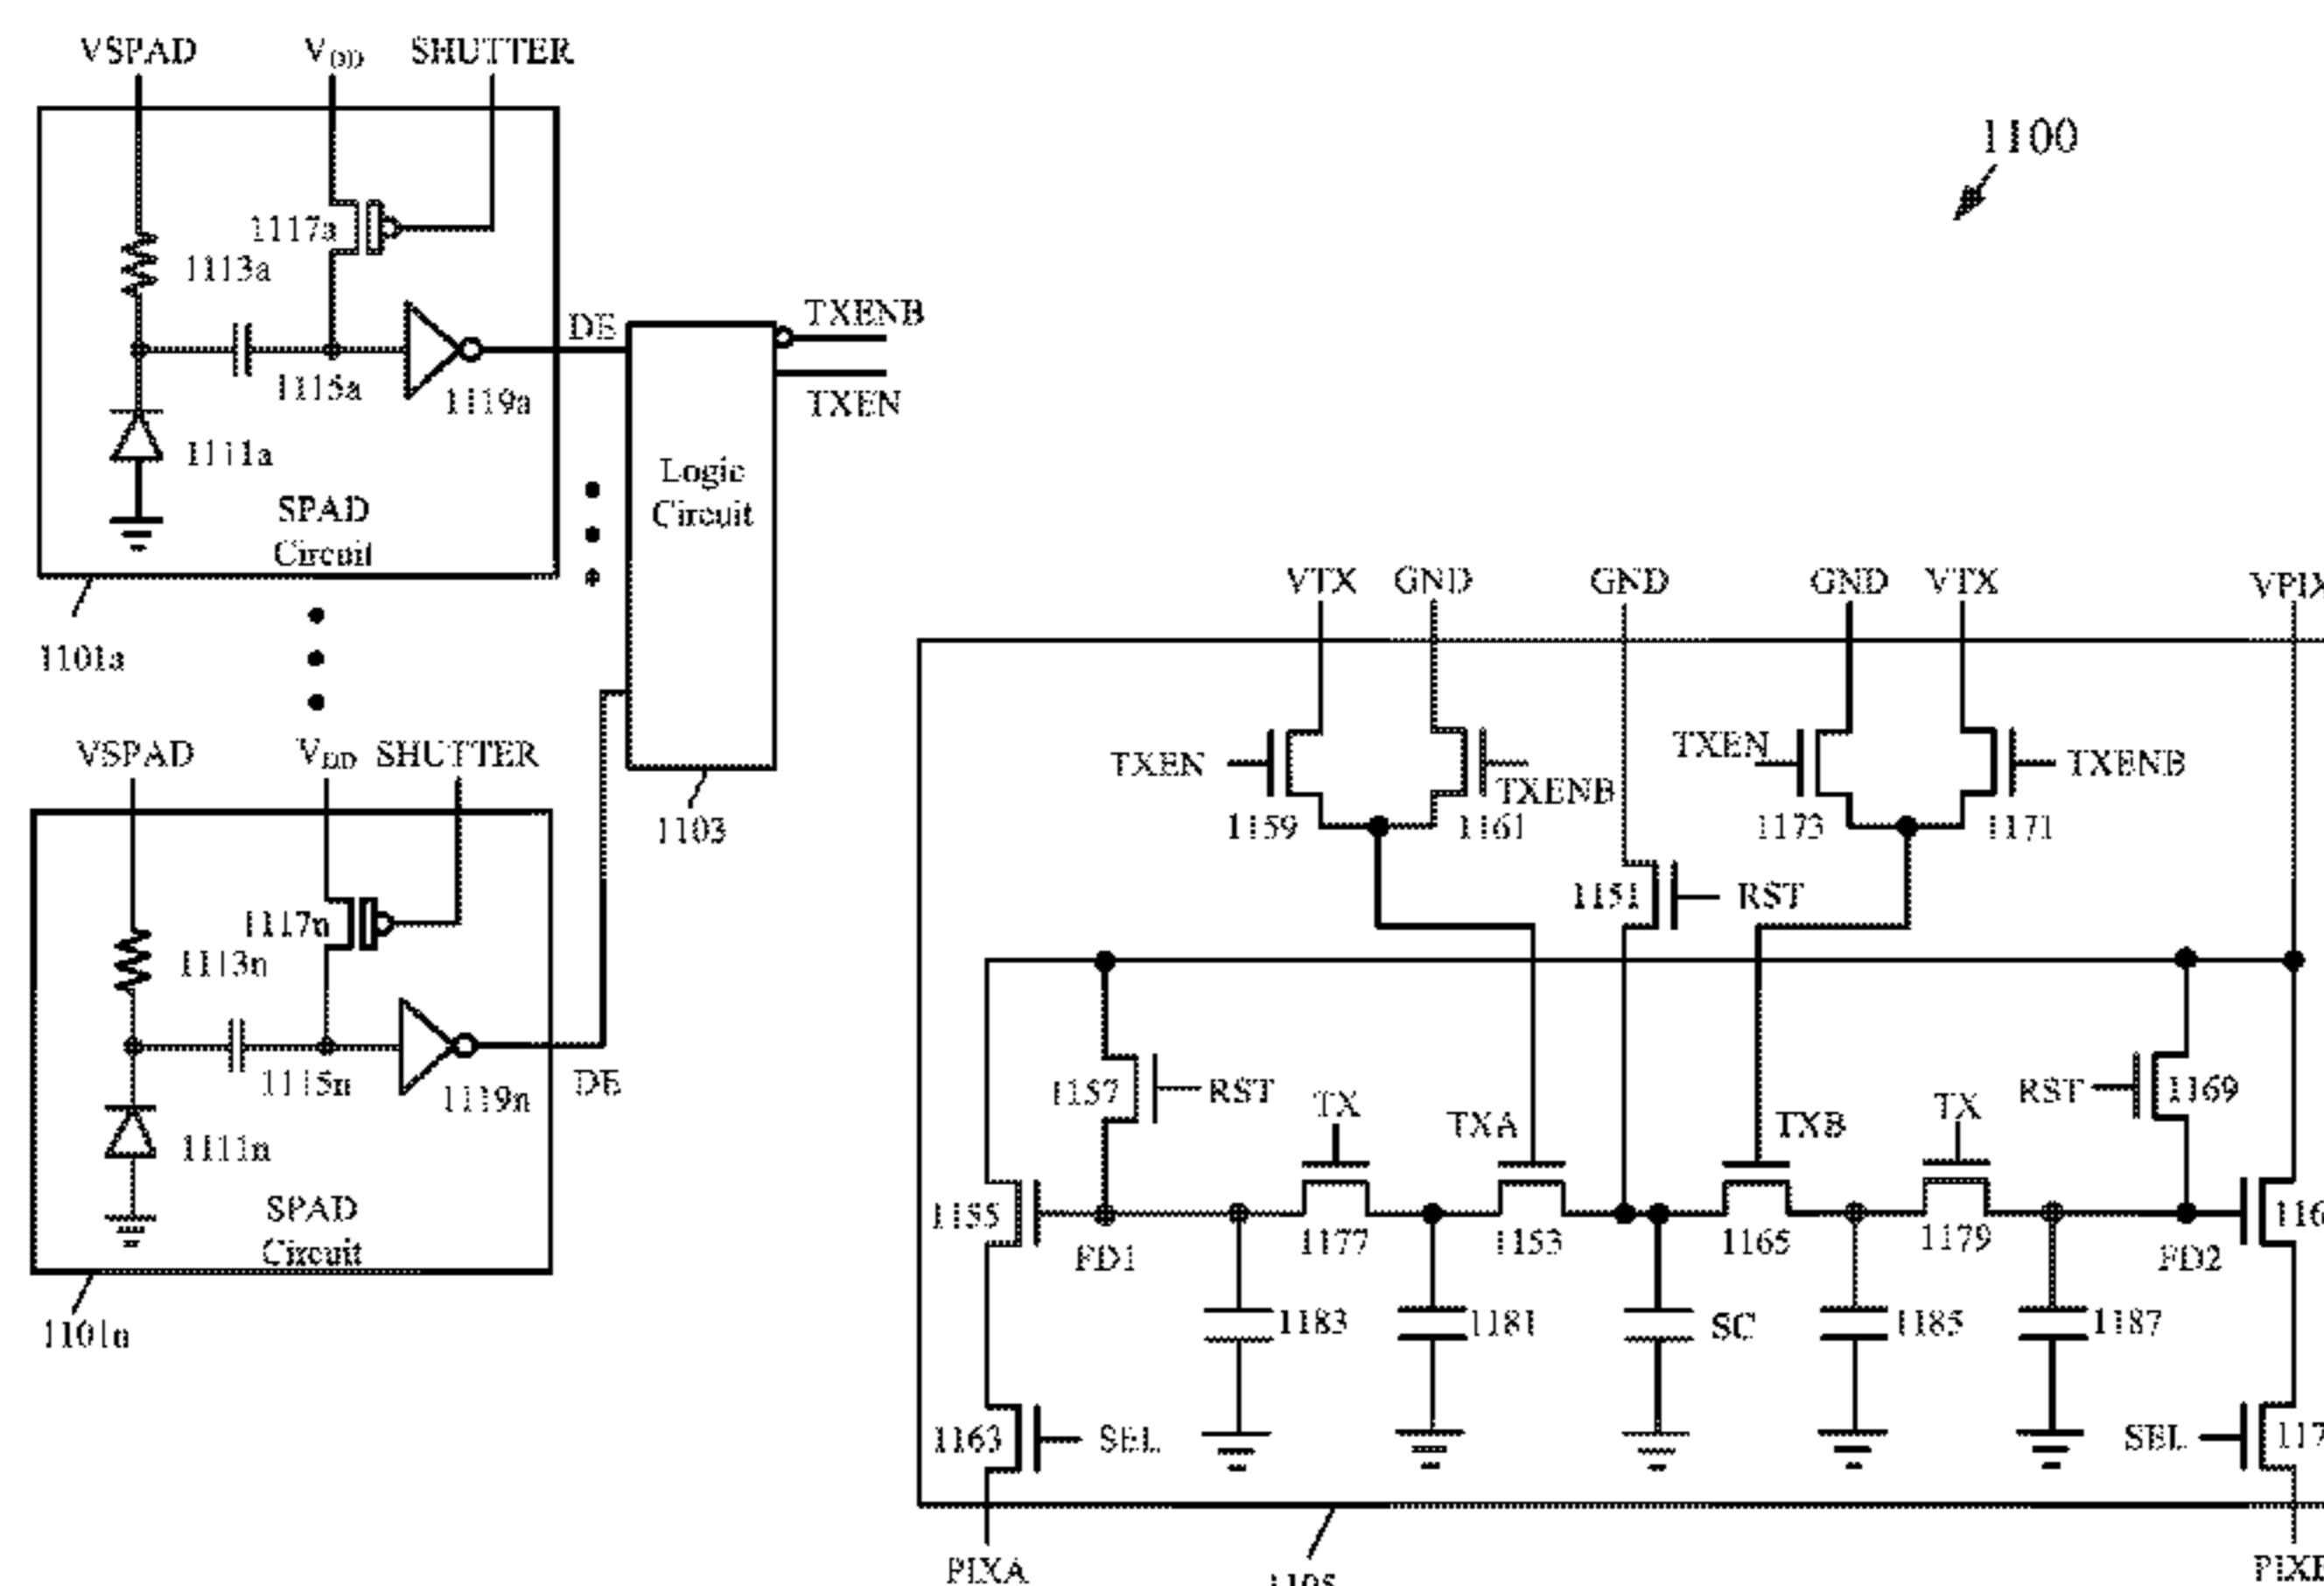 VSPAD VDD SHUTTER
1100
1117a
1113a
DE
TXENB
1115a
1119a
TXEN
1111a
Logic
Circuit
SPAD
Circuit
VTX GND GND GND VTX
1101a
VSPAD VDD SHUTTER
TXEN
TXENB
TXEN
TXENB
1103
1159
1161
1173
1171
1117n
1151
RST
1113n
1115n
1119n
DE
1157
RST
TX
TXA
TXB
TX
RST
1169
1111n
SPAD
Circuit
1155
FD1
1177
1153
1165
1179
FD2
1183
1181
SC
1185
1187
1101n
1163
SEL
SEL
PIXA